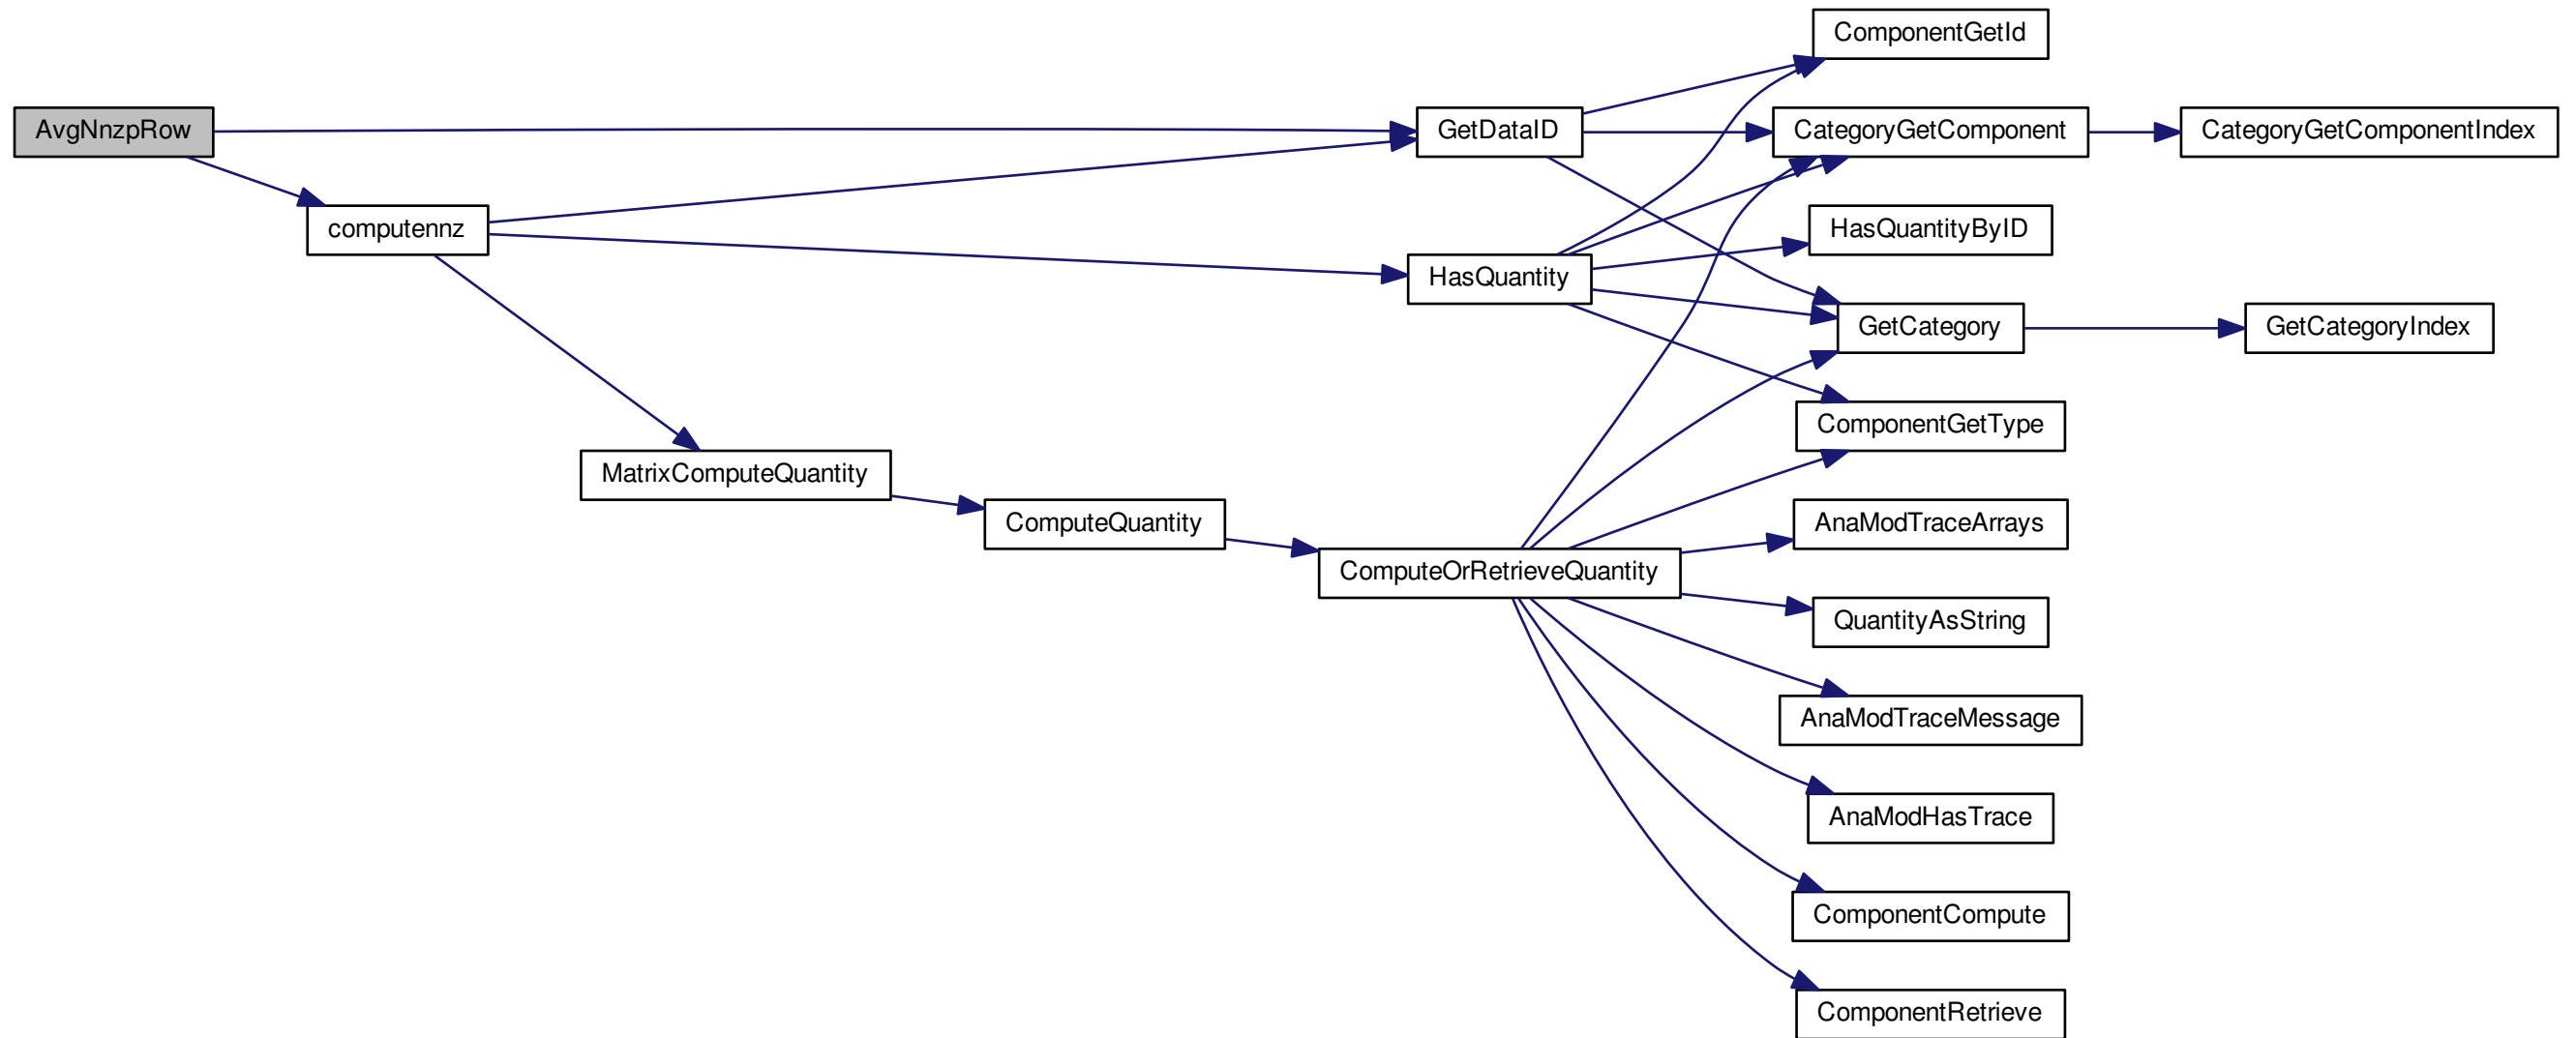 ComponentGetId
AvgNnzpRow
GetDataID
CategoryGetComponent
CategoryGetComponentIndex
computennz
HasQuantityByID
HasQuantity
GetCategory
GetCategoryIndex
ComponentGetType
MatrixComputeQuantity
ComputeQuantity
AnaModTraceArrays
ComputeOrRetrieveQuantity
QuantityAsString
AnaModTraceMessage
AnaModHasTrace
ComponentCompute
ComponentRetrieve